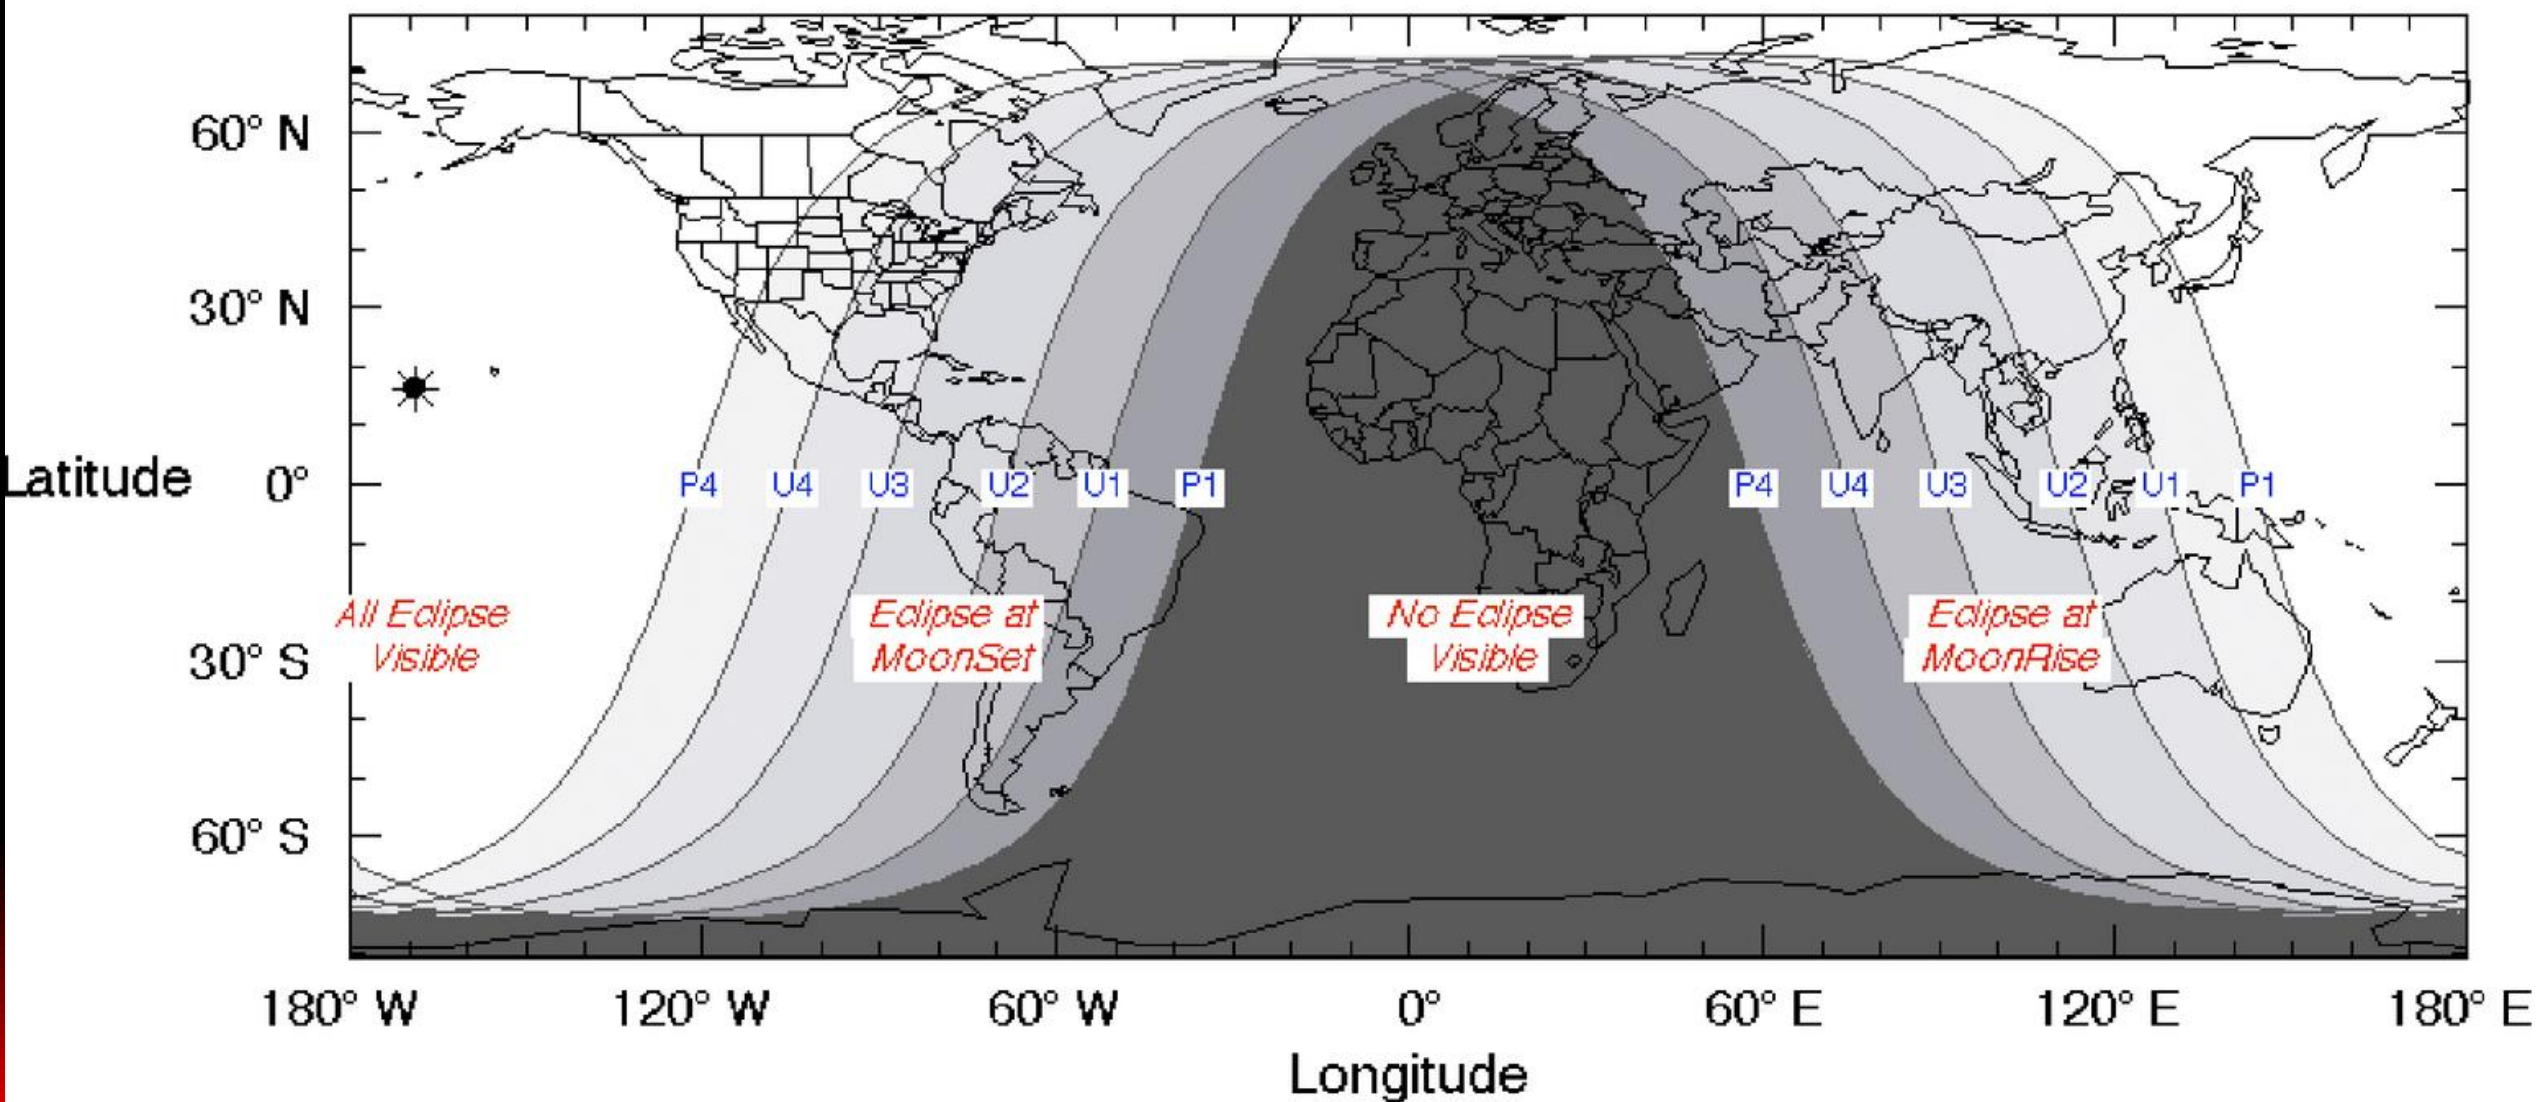 60° N
30° N
Latitude 0°
P4 U4 U3 U2 U1 P1 P4 U4 U3 U2 U1 P1
All Eclipse
Visible
Eclipse at
MoonSet
No Eclipse
Visible
Eclipse at
MoonRise
30° S
60° S
180° W 120° W 60° W 0° 60° E 120° E 180° E
Longitude